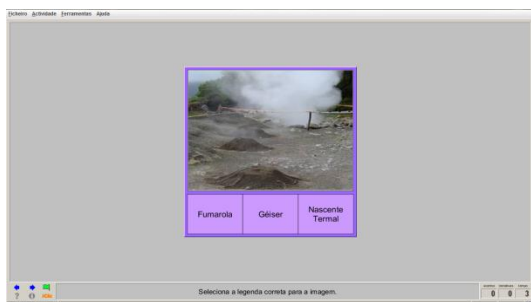 Ficheiro Actividade Ferramentas Ajuda
Fumarola
Géiser
Nascente
Termal
Seleciona a legenda correta para a imagem.
0 0 3